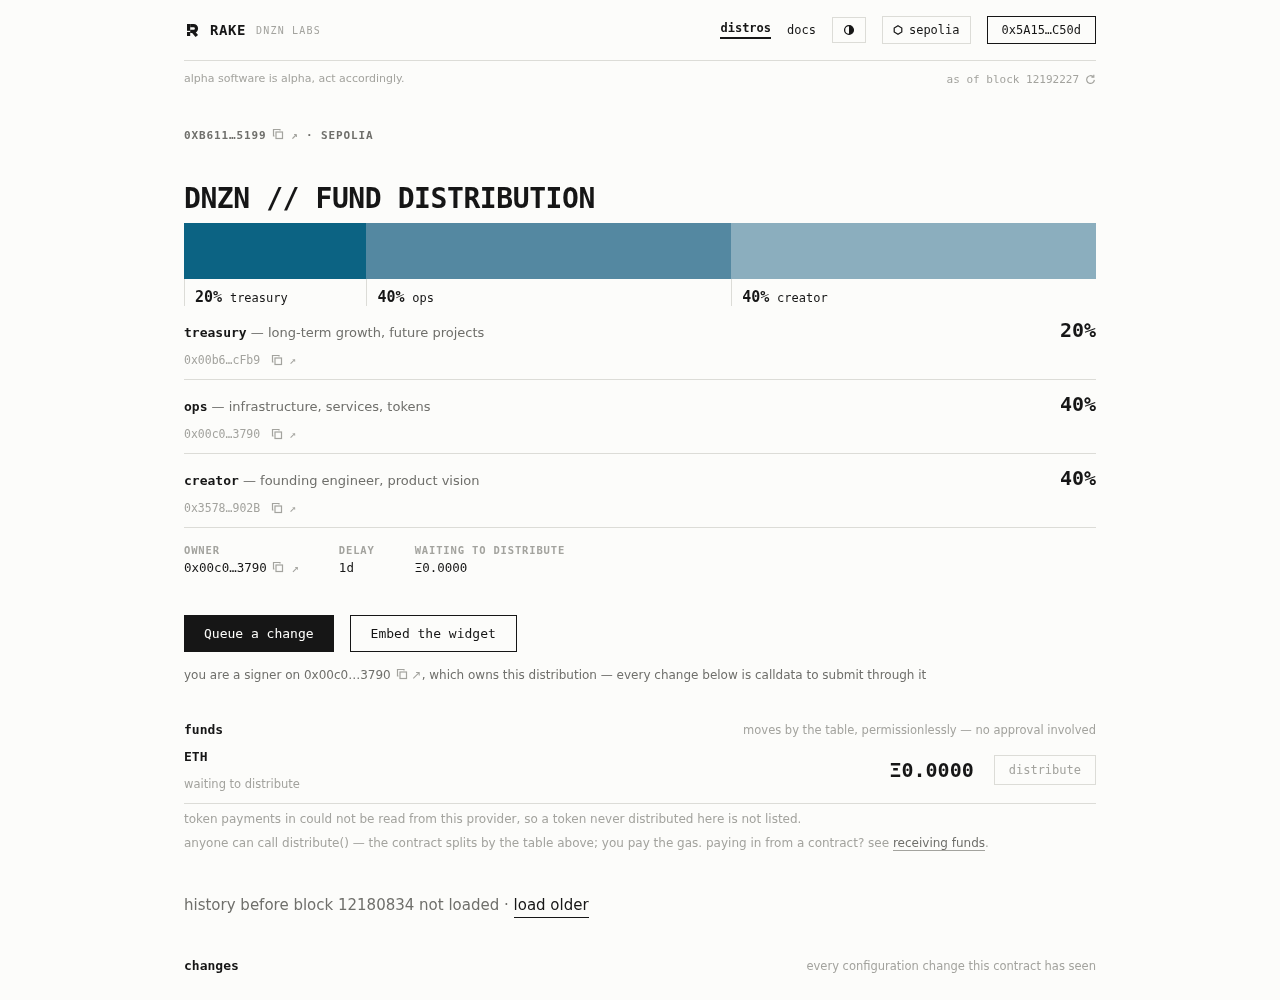 RAKE DNZN LABS distros docs sepolia 0x5A15…C50d
alpha software is alpha, act accordingly. as of block 12192227
0XB611…5199 ↗ · SEPOLIA
DNZN // FUND DISTRIBUTION
20% treasury 40% ops 40% creator
treasury — long-term growth, future projects 20%
0x00b6…cFb9 ↗
ops — infrastructure, services, tokens 40%
0x00c0…3790 ↗
creator — founding engineer, product vision 40%
0x3578…902B ↗
OWNER DELAY WAITING TO DISTRIBUTE
0x00c0…3790 ↗ 1d Ξ0.0000
Queue a change Embed the widget
you are a signer on 0x00c0…3790 ↗, which owns this distribution — every change below is calldata to submit through it
funds moves by the table, permissionlessly — no approval involved
ETH
waiting to distribute Ξ0.0000 distribute
token payments in could not be read from this provider, so a token never distributed here is not listed.
anyone can call distribute() — the contract splits by the table above; you pay the gas. paying in from a contract? see receiving funds.
history before block 12180834 not loaded · load older
changes every configuration change this contract has seen